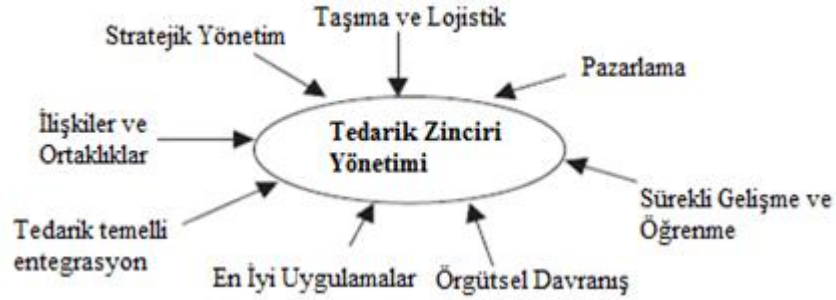 Taşıma ve Lojistik
Stratejik Yönetim
Pazarlama
İlişkiler ve
Ortaklıklar
Tedarik Zinciri
Yönetimi
Sürekli Gelişme ve
Öğrenme
Tedarik temelli
entegrasyon
En İyi Uygulamalar
Örgütsel Davranış